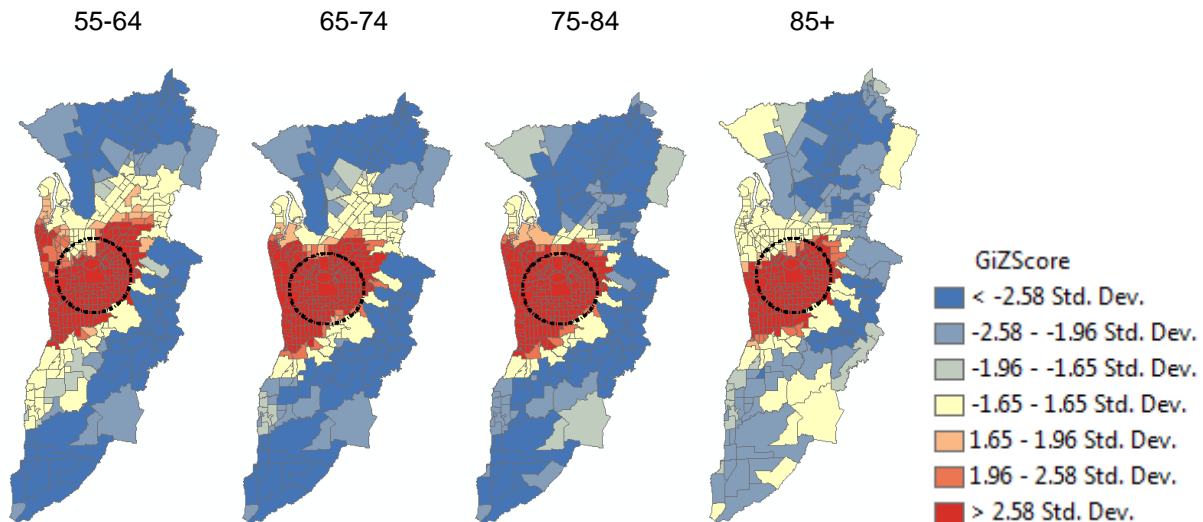 55-64 65-74 75-84 85+
GiZScore
< -2.58 Std. Dev.
-2.58 - -1.96 Std. Dev.
-1.96 - -1.65 Std. Dev.
-1.65 - 1.65 Std. Dev.
1.65 - 1.96 Std. Dev.
1.96 - 2.58 Std. Dev.
> 2.58 Std. Dev.